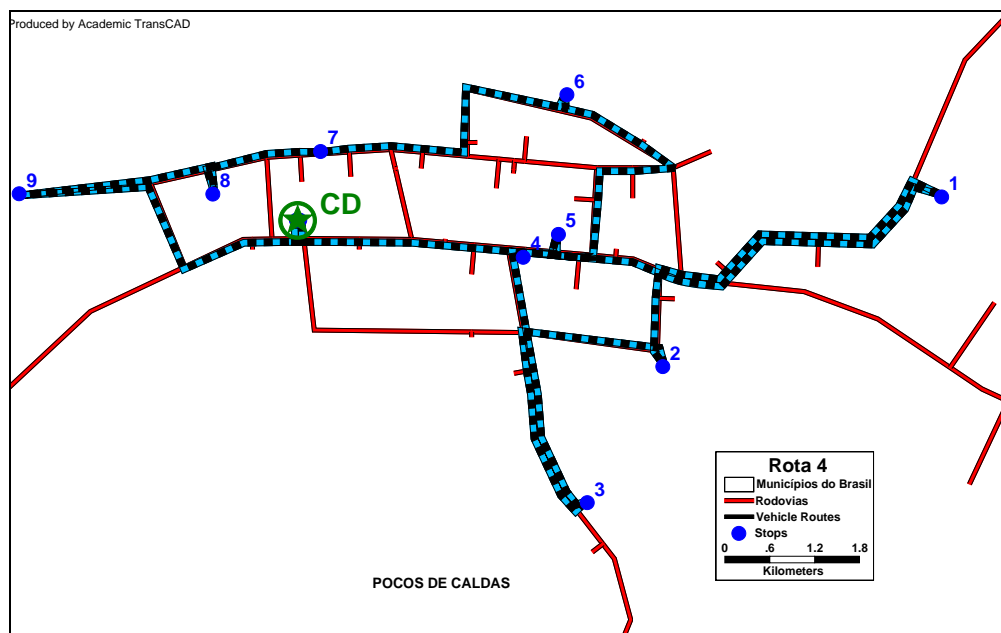 Produced by Academic TransCAD
6
7
9
8
1
CD
5
4
2
3
Rota 4
Municípios do Brasil
Rodovias
Vehicle Routes
Stops
0 .6 1.2 1.8
Kilometers
POCOS DE CALDAS